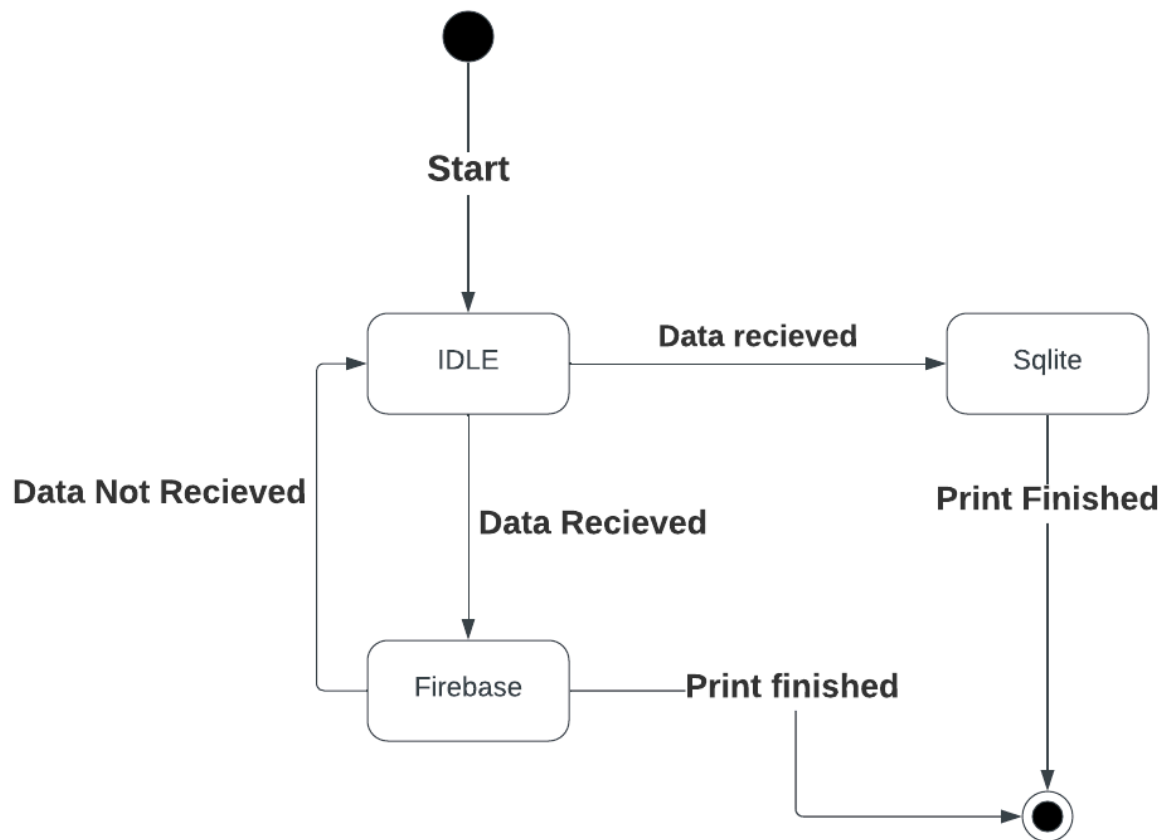 Start
IDLE
Data recieved
Sqlite
Data Not Recieved
Data Recieved
Print Finished
Firebase
Print finished